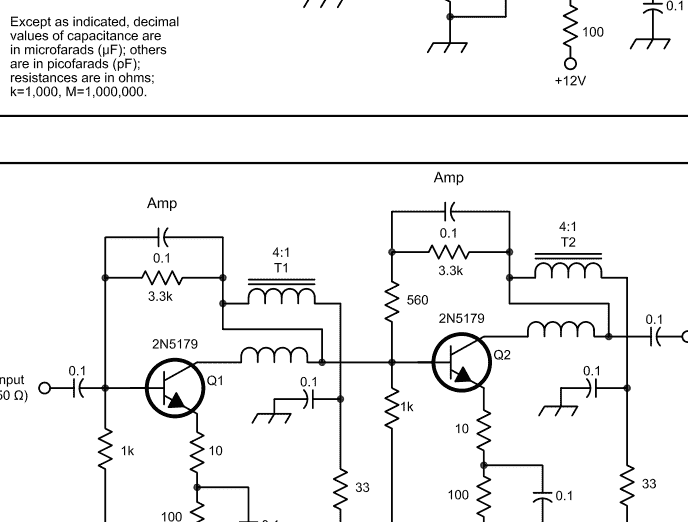 Except as indicated, decimal
values of capacitance are
in microfarads (µF); others
are in picofarads (pF);
resistances are in ohms;
k=1,000, M=1,000,000.
0.1
100
+12V
Amp
Amp
0.1
3.3k
4:1
T1
0.1
3.3k
4:1
T2
560
2N5179
2N5179
0.1
Q1
Q2
0.1
0.1
0.1
1k
10
1k
10
33
33
100
100
0.1